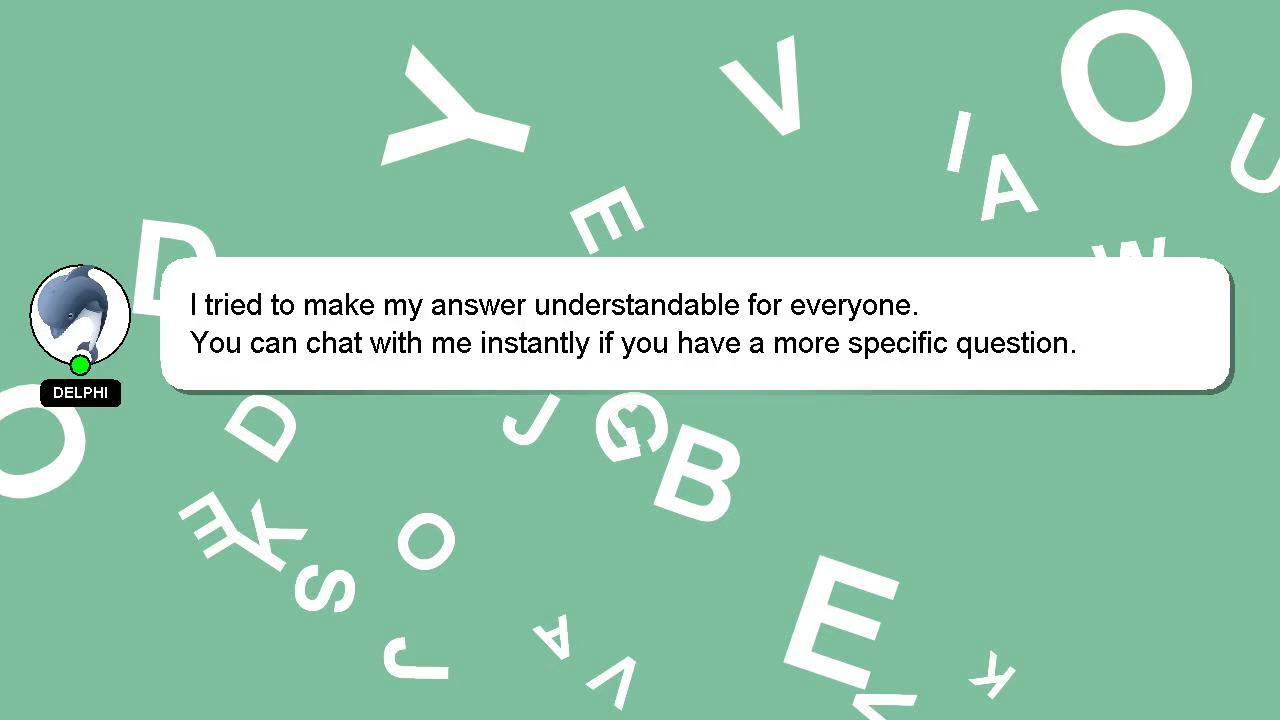 Y
V
O
I
A
U
E
D
W
I tried to make my answer understandable for everyone.
You can chat with me instantly if you have a more specific question.
DELPHI
O
D
J
G
B
E
K
O
S
E
J
A
V
K
V